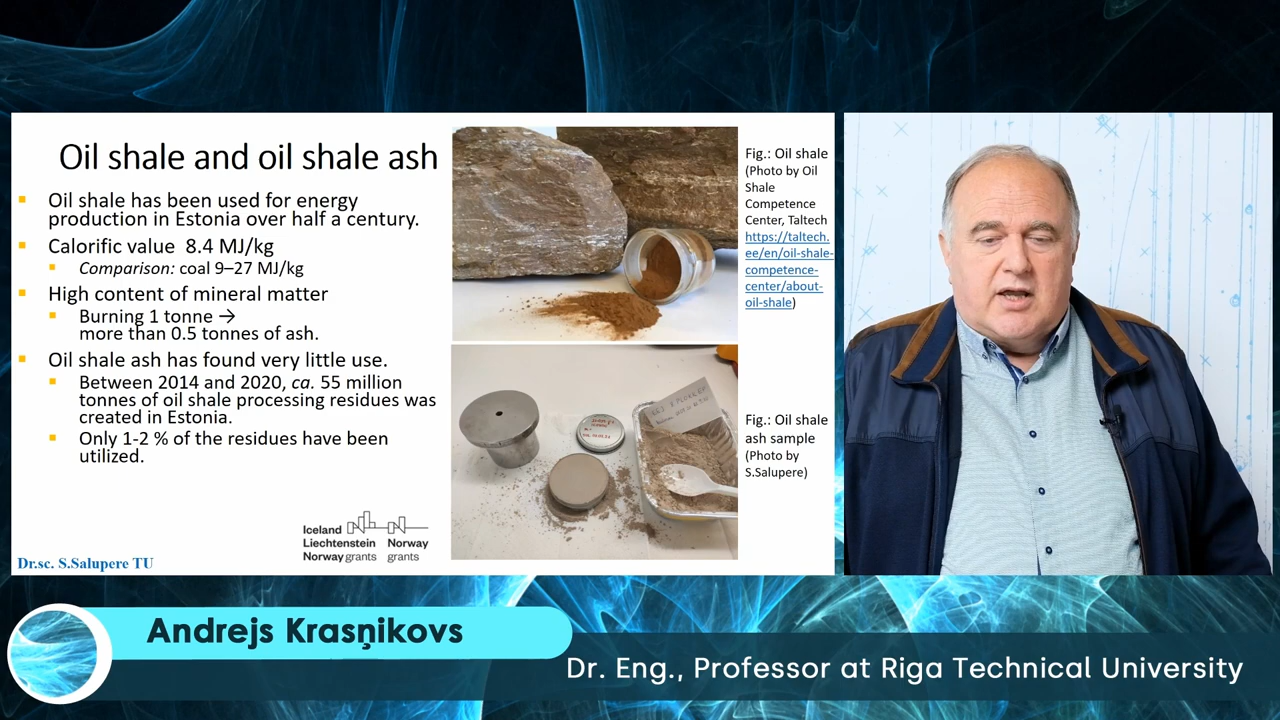 Oil shale and oil shale ash
Oil shale has been used for energy
production in Estonia over half a century.
Calorific value 8.4 MJ/kg
Comparison: coal 9–27 MJ/kg
High content of mineral matter
Burning 1 tonne →
more than 0.5 tonnes of ash.
Oil shale ash has found very little use.
Between 2014 and 2020, ca. 55 million
tonnes of oil shale processing residues was
created in Estonia.
Only 1-2 % of the residues have been
utilized.
Iceland
Liechtenstein
Norway grants
Norway
grants
Dr.sc. S.Salupere TU
Fig.: Oil shale
(Photo by Oil
Shale
Competence
Center, Taltech
https://taltech.
ee/en/oil-shale-
competence-
center/about-
oil-shale)
Fig.: Oil shale
ash sample
(Photo by
S.Salupere)
Andrejs Krasņikovs
Dr. Eng., Professor at Riga Technical University